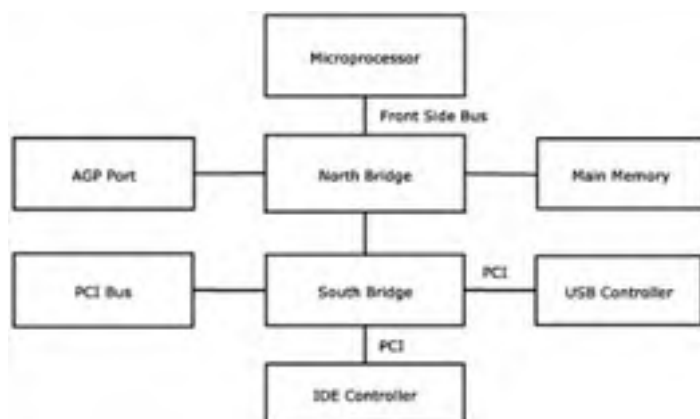 Microprocessor
Front Side Bus
AGP Port
North Bridge
Main Memory
PCI Bus
South Bridge
PCI
USB Controller
PCI
IDE Controller